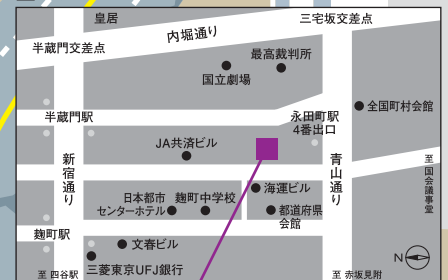 皇居
三宅坂交差点
内堀通り
半蔵門交差点
最高裁判所
国立劇場
全国町村会館
半蔵門駅
永田町駅
4番出口
JA共済ビル
新宿通り
青山通り
至 国会議事堂
海運ビル
日本都市
センターホテル
麹町中学校
都道府県
会館
麹町駅
文春ビル
三菱東京UFJ銀行
N
至 四谷駅
至 赤坂見附